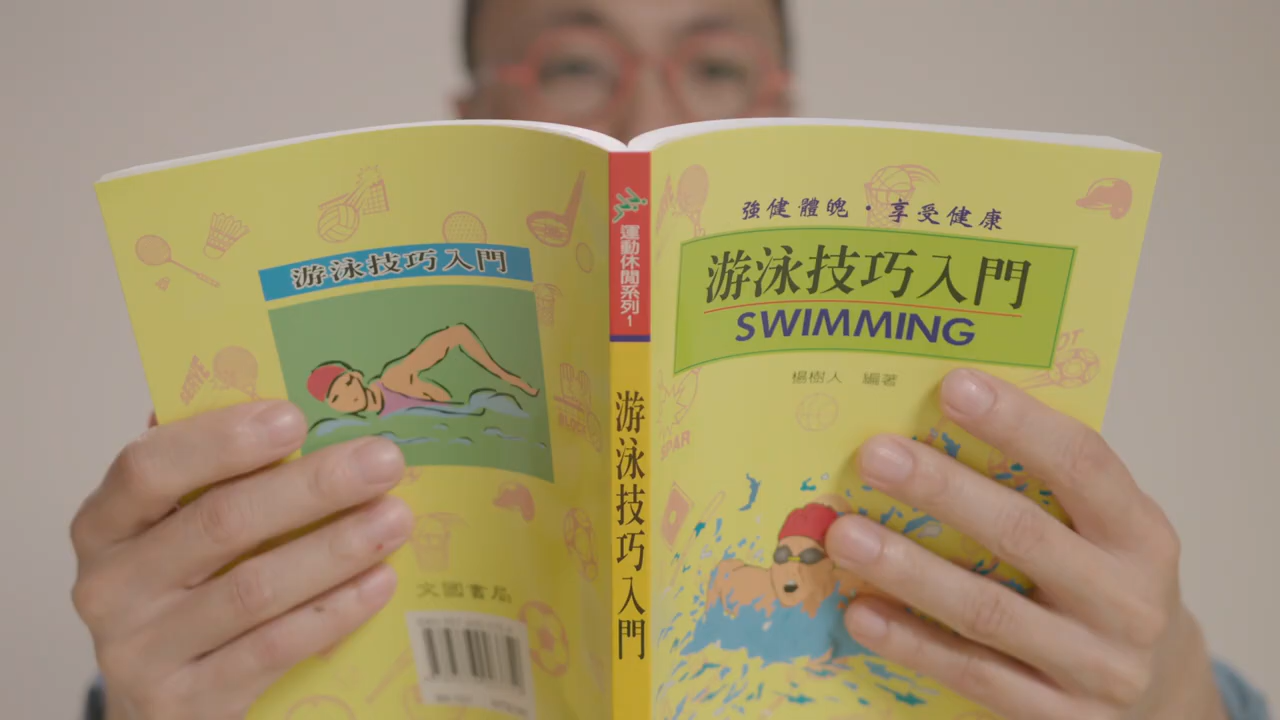 游泳技巧入門
文國書局
運動休閒系列1
游泳技巧入門
強健體魄·享受健康
游泳技巧入門
SWIMMING
楊樹人 編著
SPAR